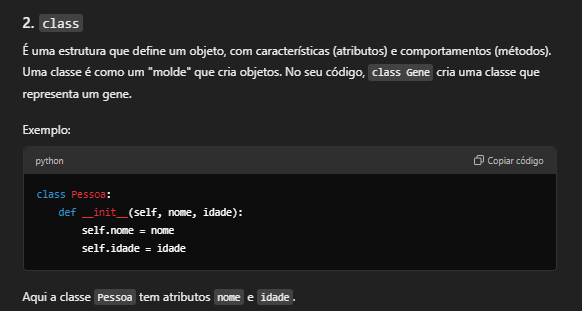 2. class
É uma estrutura que define um objeto, com características (atributos) e comportamentos (métodos).
Uma classe é como um "molde" que cria objetos. No seu código, class Gene cria uma classe que
representa um gene.
Exemplo:
python Copiar código
class Pessoa:
    def __init__(self, nome, idade):
        self.nome = nome
        self.idade = idade
Aqui a classe Pessoa tem atributos nome e idade.